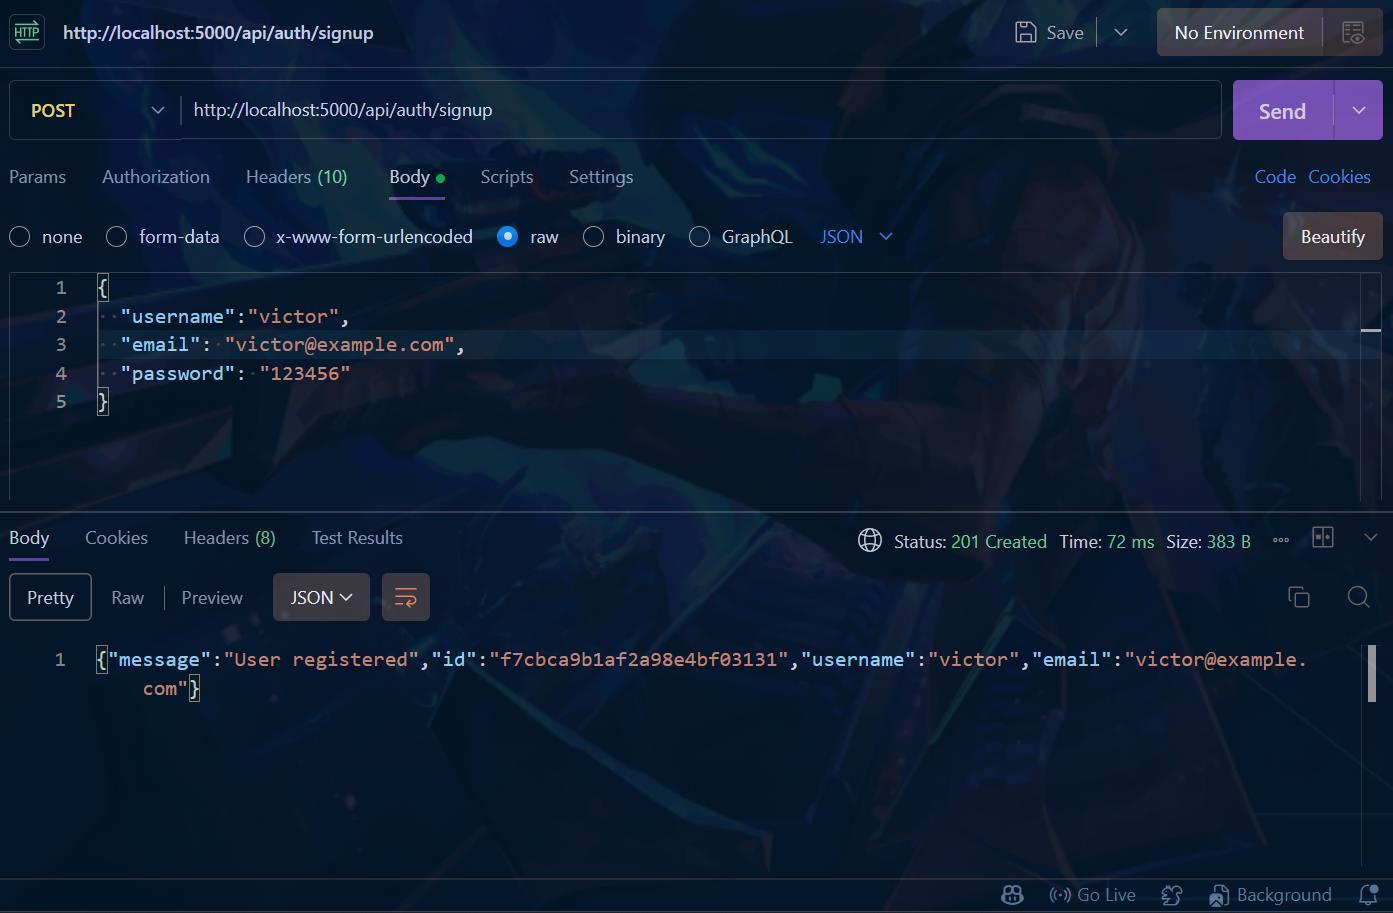 HTTP http://localhost:5000/api/auth/signup Save No Environment
POST http://localhost:5000/api/auth/signup Send
Params Authorization Headers (10) Body Scripts Settings Code Cookies
none form-data x-www-form-urlencoded raw binary GraphQL JSON Beautify
1 {
2 "username":"victor",
3 "email": "victor@example.com",
4 "password": "123456"
5 }
Body Cookies Headers (8) Test Results Status: 201 Created Time: 72 ms Size: 383 B
Pretty Raw Preview JSON
1 {"message":"User registered","id":"f7cbca9b1af2a98e4bf03131","username":"victor","email":"victor@example.
com"}
Go Live Background